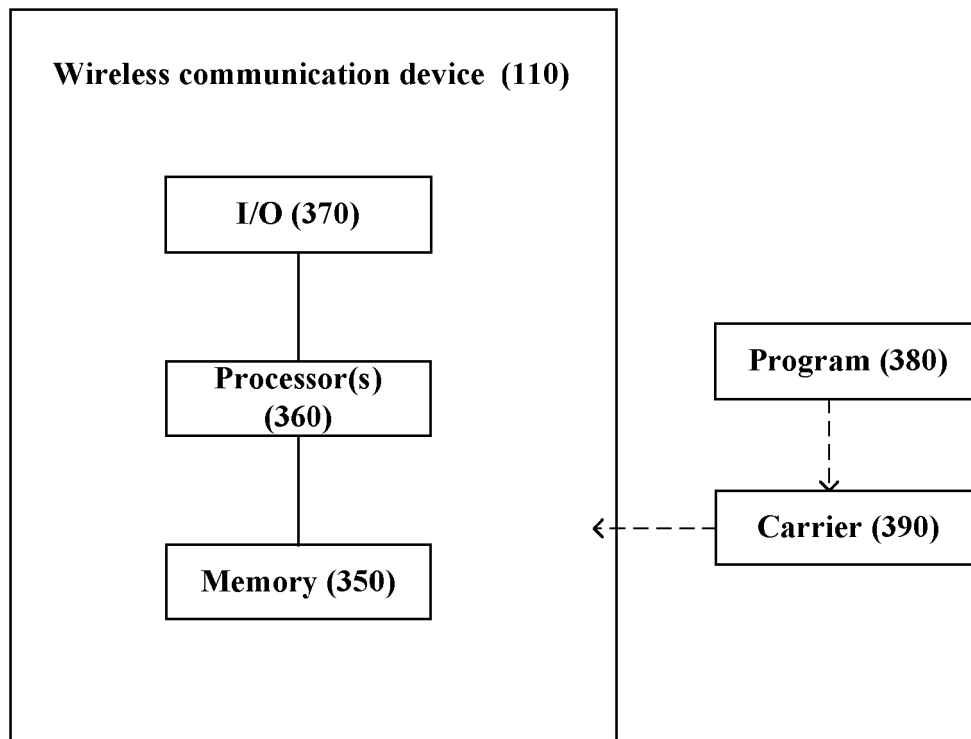 Wireless communication device (110)
I/O (370)
Processor(s)
(360)
Memory (350)
Program (380)
Carrier (390)